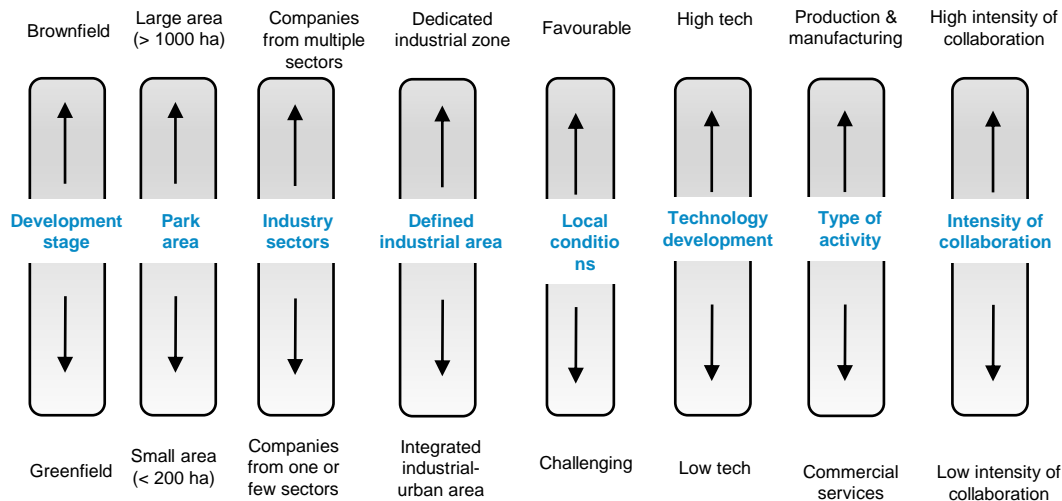 Brownfield
Large area
(> 1000 ha)
Companies
from multiple
sectors
Dedicated
industrial zone
Favourable
High tech
Production &
manufacturing
High intensity of
collaboration
Development
stage
Park
area
Industry
sectors
Defined
industrial area
Local
conditio
ns
Technology
development
Type of
activity
Intensity of
collaboration
Greenfield
Small area
(< 200 ha)
Companies
from one or
few sectors
Integrated
industrial-
urban area
Challenging
Low tech
Commercial
services
Low intensity of
collaboration